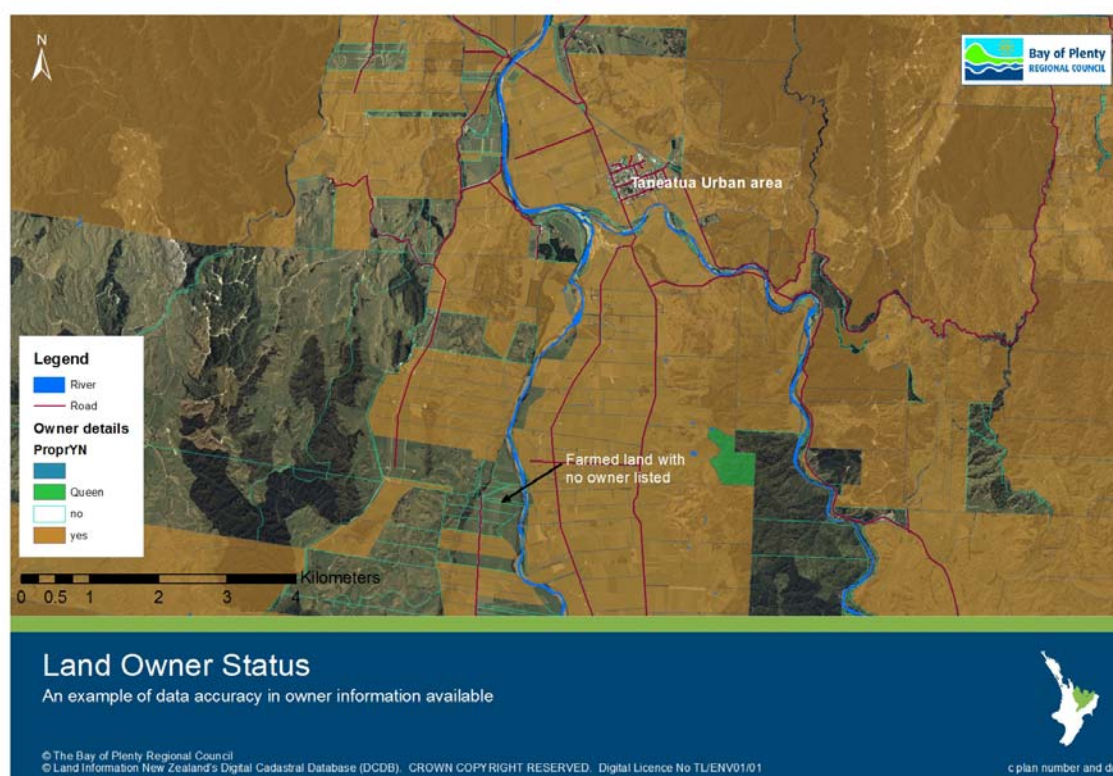 N
Bay of Plenty
REGIONAL COUNCIL
Taneatua Urban area
Farmed land with
no owner listed
Legend
River
Road
Owner details
ProprYN
Queen
no
yes
Kilometers
0 0.5 1 2 3 4
Land Owner Status
An example of data accuracy in owner information available
© The Bay of Plenty Regional Council
© Land Information New Zealand's Digital Cadastral Database (DCDB). CROWN COPYRIGHT RESERVED. Digital Licence No TL/ENV01/01
c plan number and d